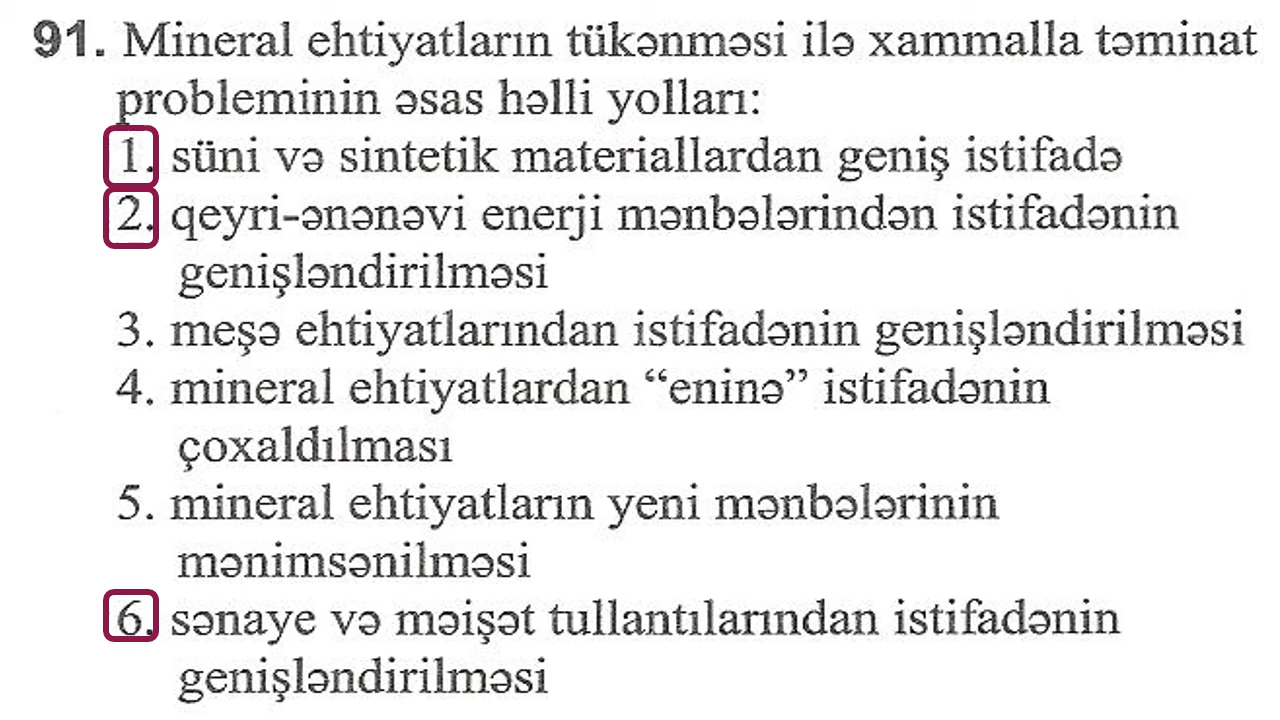 91. Mineral ehtiyatların tükənməsi ilə xammalla təminat
probleminin əsas həlli yolları:
1. süni və sintetik materiallardan geniş istifadə
2. qeyri-ənənəvi enerji mənbələrindən istifadənin
genişləndirilməsi
3. meşə ehtiyatlarından istifadənin genişləndirilməsi
4. mineral ehtiyatlardan “eninə” istifadənin
çoxaldılması
5. mineral ehtiyatların yeni mənbələrinin
mənimsənilməsi
6. sənaye və məişət tullantılarından istifadənin
genişləndirilməsi